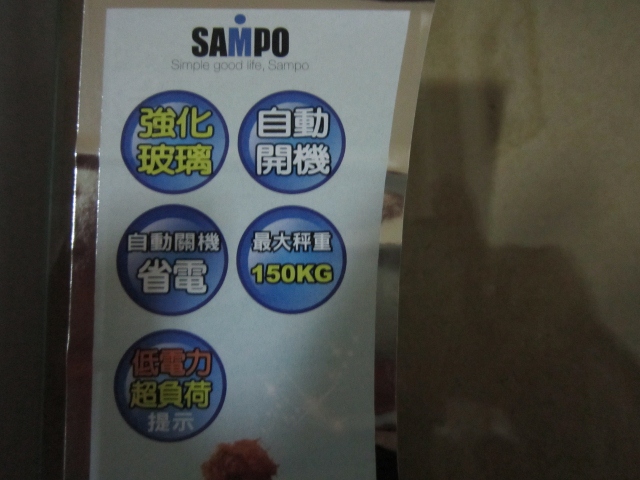 SAMPO
Simple good life, Sampo
強化
玻璃
自動
開機
自動關機
省電
最大秤重
150KG
低電力
超負荷
提示